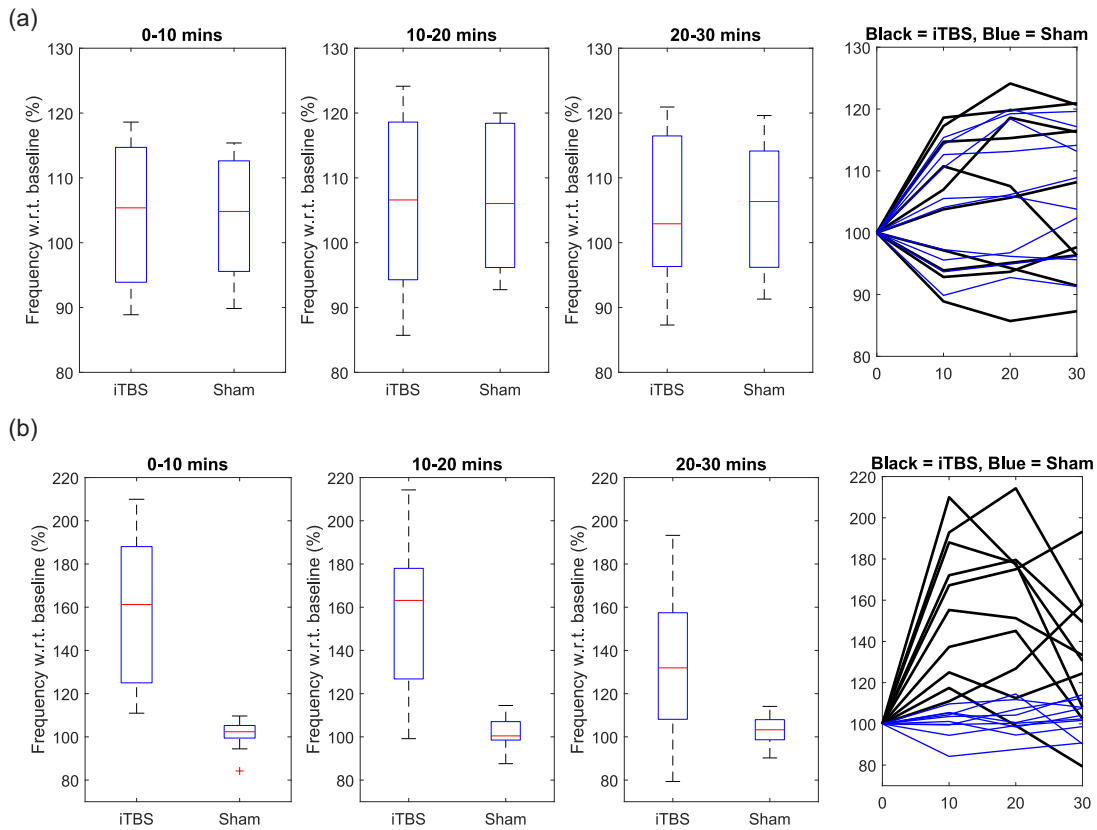 (a)
0-10 mins
10-20 mins
20-30 mins
Black = iTBS, Blue = Sham
Frequency w.r.t. baseline (%)
130
120
110
100
90
80
iTBS
Sham
Frequency w.r.t. baseline (%)
130
120
110
100
90
80
iTBS
Sham
Frequency w.r.t. baseline (%)
130
120
110
100
90
80
iTBS
Sham
130
120
110
100
90
80
0
10
20
30
(b)
0-10 mins
10-20 mins
20-30 mins
Black = iTBS, Blue = Sham
Frequency w.r.t. baseline (%)
220
200
180
160
140
120
100
80
iTBS
Sham
Frequency w.r.t. baseline (%)
220
200
180
160
140
120
100
80
iTBS
Sham
Frequency w.r.t. baseline (%)
220
200
180
160
140
120
100
80
iTBS
Sham
220
200
180
160
140
120
100
80
0
10
20
30